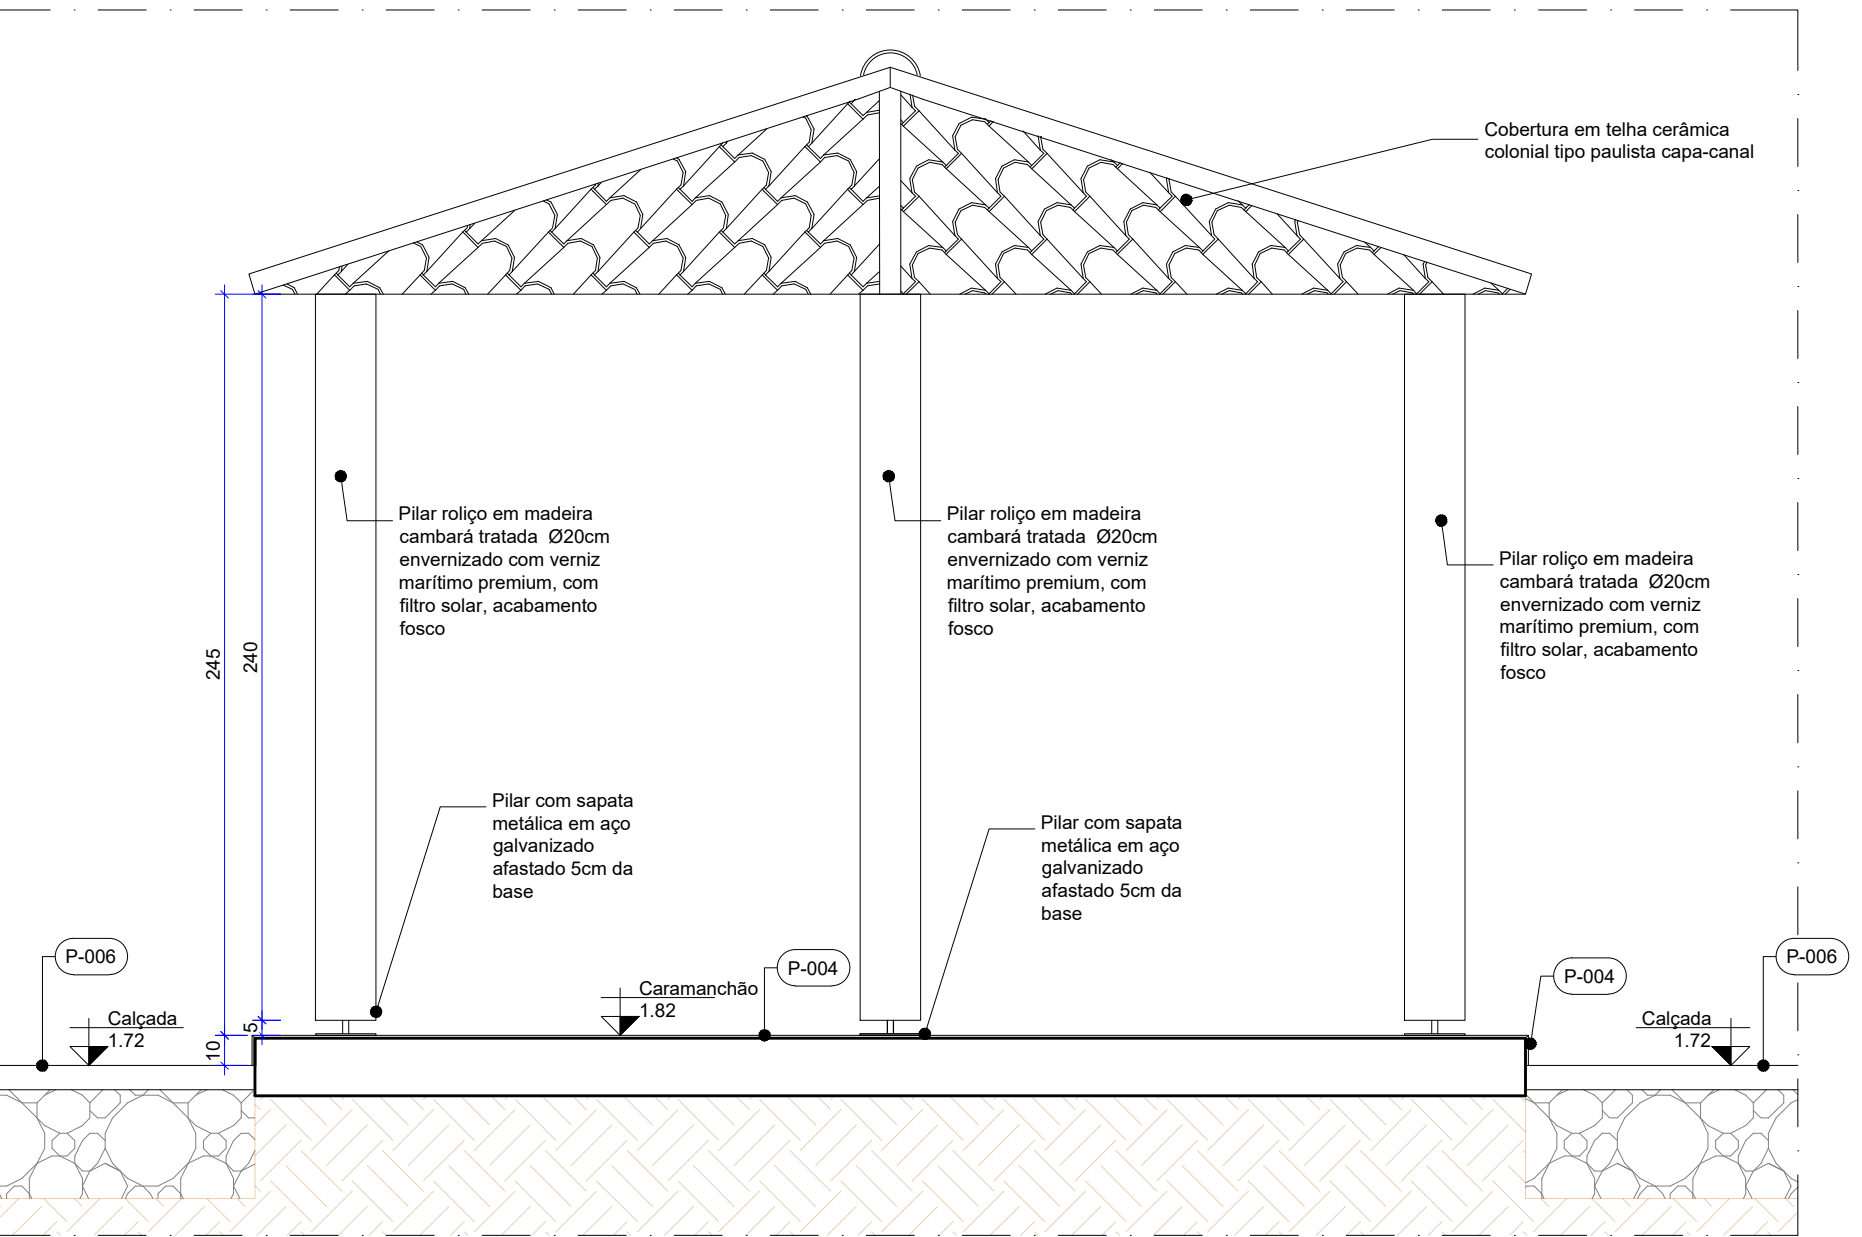 Cobertura em telha cerâmica
colonial tipo paulista capa-canal
Pilar roliço em madeira
cambará tratada Ø20cm
envernizado com verniz
marítimo premium, com
filtro solar, acabamento
fosco
Pilar roliço em madeira
cambará tratada Ø20cm
envernizado com verniz
marítimo premium, com
filtro solar, acabamento
fosco
Pilar roliço em madeira
cambará tratada Ø20cm
envernizado com verniz
marítimo premium, com
filtro solar, acabamento
fosco
245
240
Pilar com sapata
metálica em aço
galvanizado
afastado 5cm da
base
Pilar com sapata
metálica em aço
galvanizado
afastado 5cm da
base
P-006
P-004
P-004
P-006
Caramanchão
1.82
Calçada
1.72
5
10
Calçada
1.72